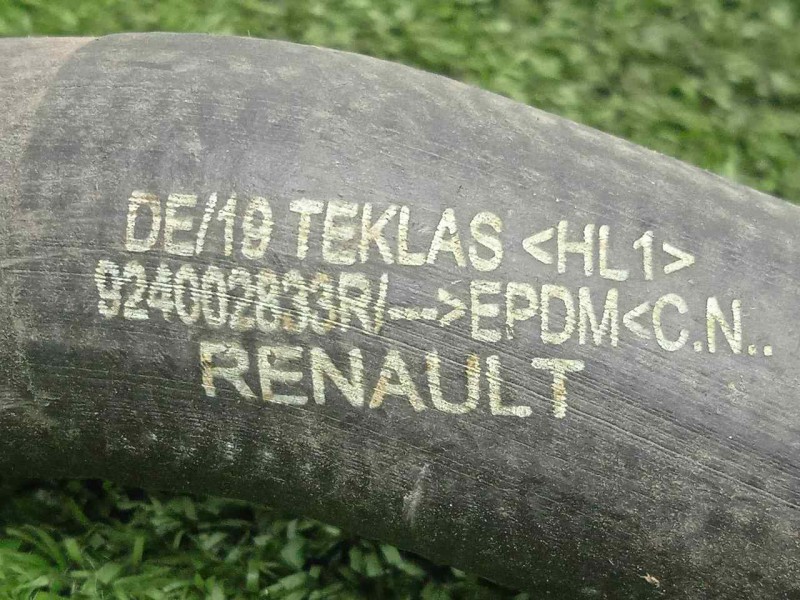 DE/19 TEKLAS <HL1>
924002833R/--->EPDM<C.N..
RENAULT